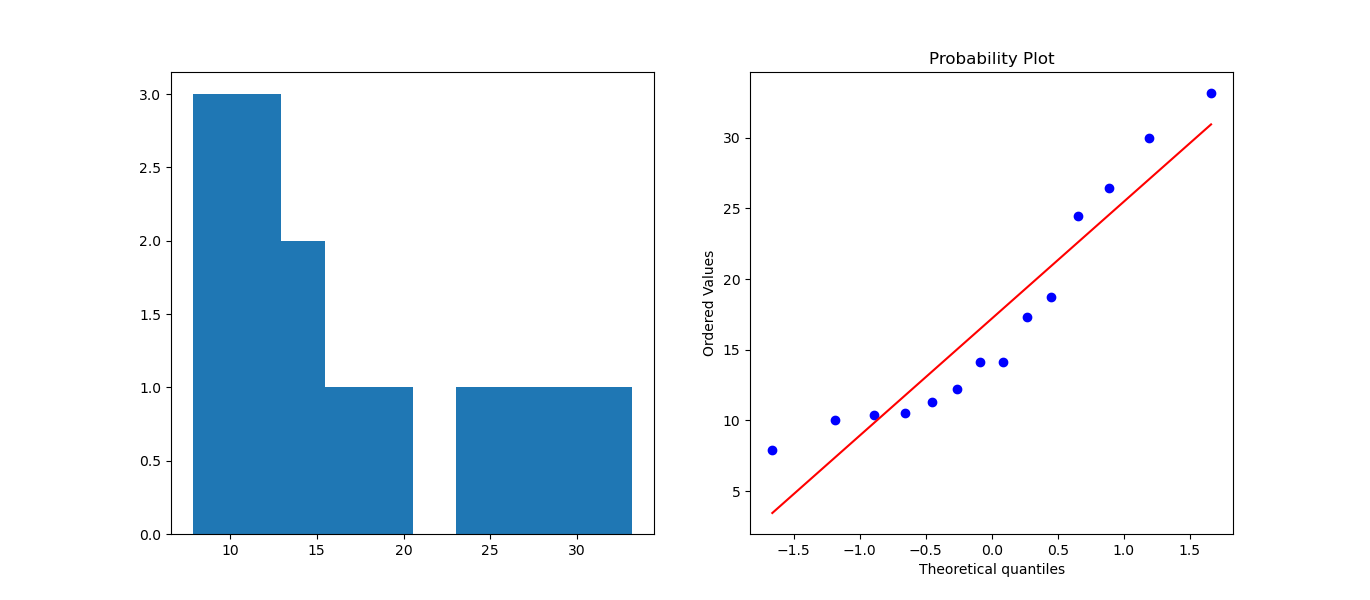 3.0
2.5
2.0
1.5
1.0
0.5
0.0
10 15 20 25 30
Probability Plot
Ordered Values
30
25
20
15
10
5
−1.5 −1.0 −0.5 0.0 0.5 1.0 1.5
Theoretical quantiles